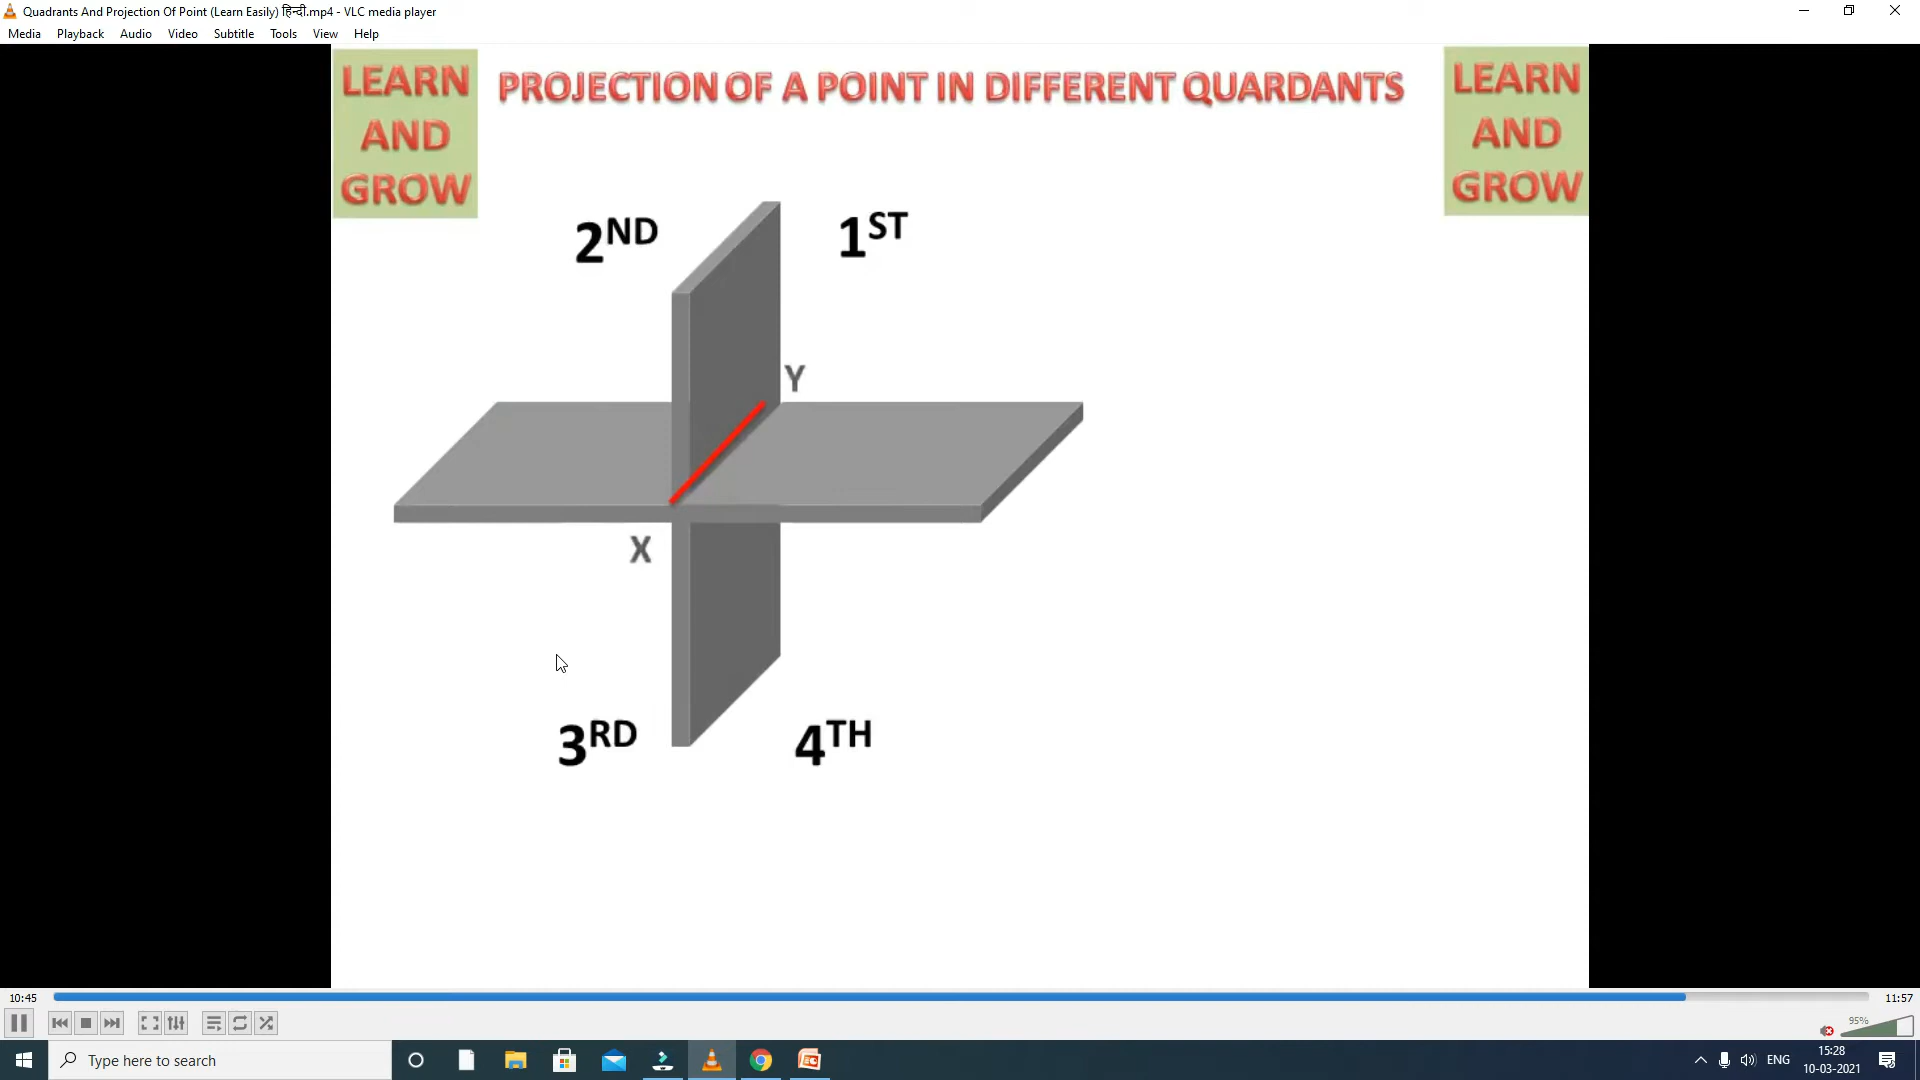 Quadrants And Projection Of Point (Learn Easily) हिन्दी.mp4 - VLC media player
Media Playback Audio Video Subtitle Tools View Help
LEARN
AND
GROW
PROJECTION OF A POINT IN DIFFERENT QUARDANTS
LEARN
AND
GROW
2ND
1ST
Y
X
3RD
4TH
10:45
11:57
95%
Type here to search
ENG
15:28
10-03-2021